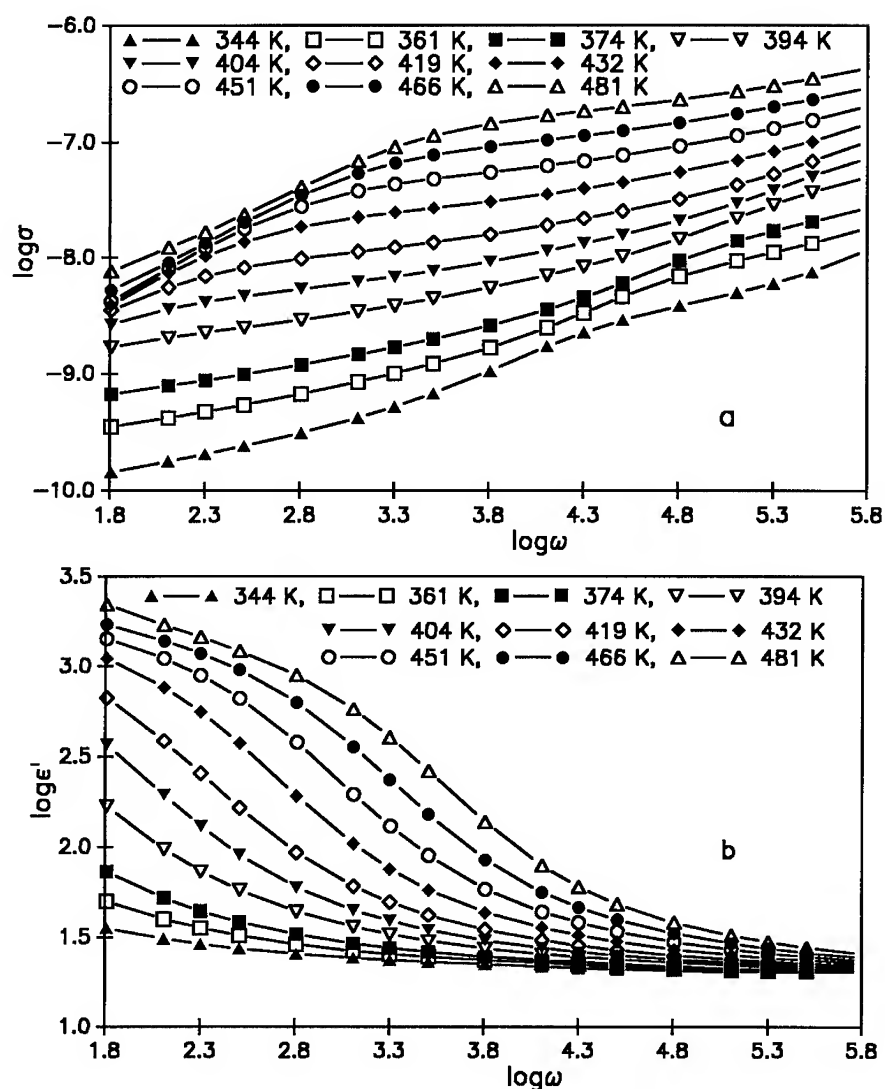 -6.0
344 K, 361 K, 374 K, 394 K
404 K, 419 K, 432 K
451 K, 466 K, 481 K
-7.0
logσ
-8.0
-9.0
a
-10.0
1.8 2.3 2.8 3.3 3.8 4.3 4.8 5.3 5.8
logω
3.5
344 K, 361 K, 374 K, 394 K
404 K, 419 K, 432 K
451 K, 466 K, 481 K
3.0
2.5
logε'
2.0
b
1.5
1.0
1.8 2.3 2.8 3.3 3.8 4.3 4.8 5.3 5.8
logω